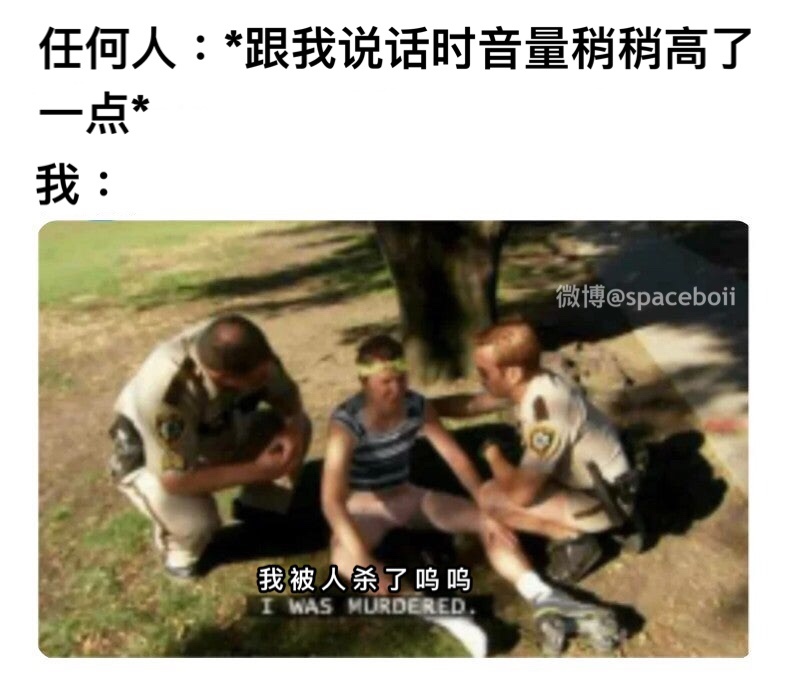 任何人：*跟我说话时音量稍稍高了
一点*
我：
微博@spaceboii
我被人杀了呜呜
I WAS MURDERED.